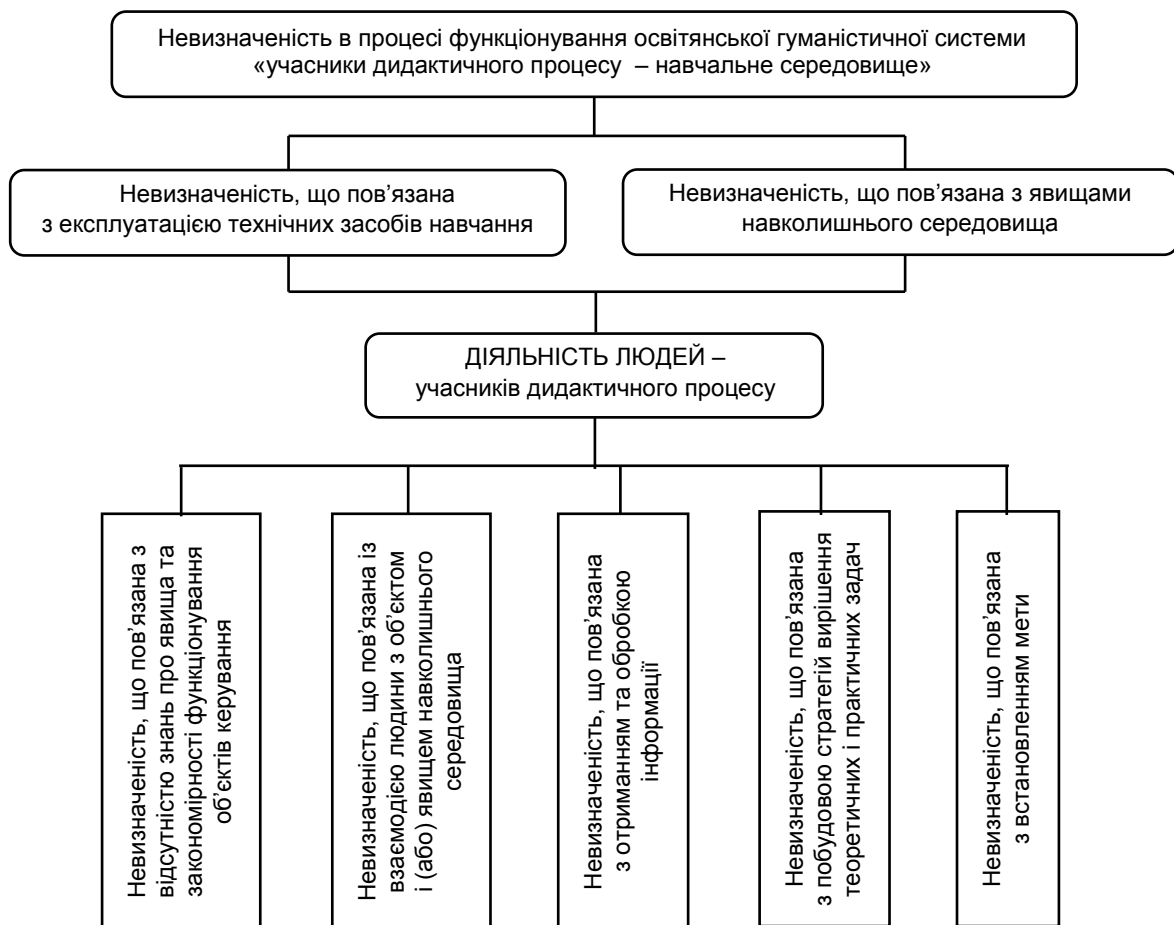 Невизначеність в процесі функціонування освітянської гуманістичної системи
«учасники дидактичного процесу – навчальне середовище»
Невизначеність, що пов’язана
з експлуатацією технічних засобів навчання
Невизначеність, що пов’язана з явищами
навколишнього середовища
ДІЯЛЬНІСТЬ ЛЮДЕЙ –
учасників дидактичного процесу
Невизначеність, що пов’язана з
відсутністю знань про явища та
закономірності функціонування
об’єктів керування
Невизначеність, що пов’язана із
взаємодією людини з об’єктом
і (або) явищем навколишнього
середовища
Невизначеність, що пов’язана
з отриманням та обробкою
інформації
Невизначеність, що пов’язана
з побудовою стратегій вирішення
теоретичних і практичних задач
Невизначеність, що пов’язана
з встановленням мети